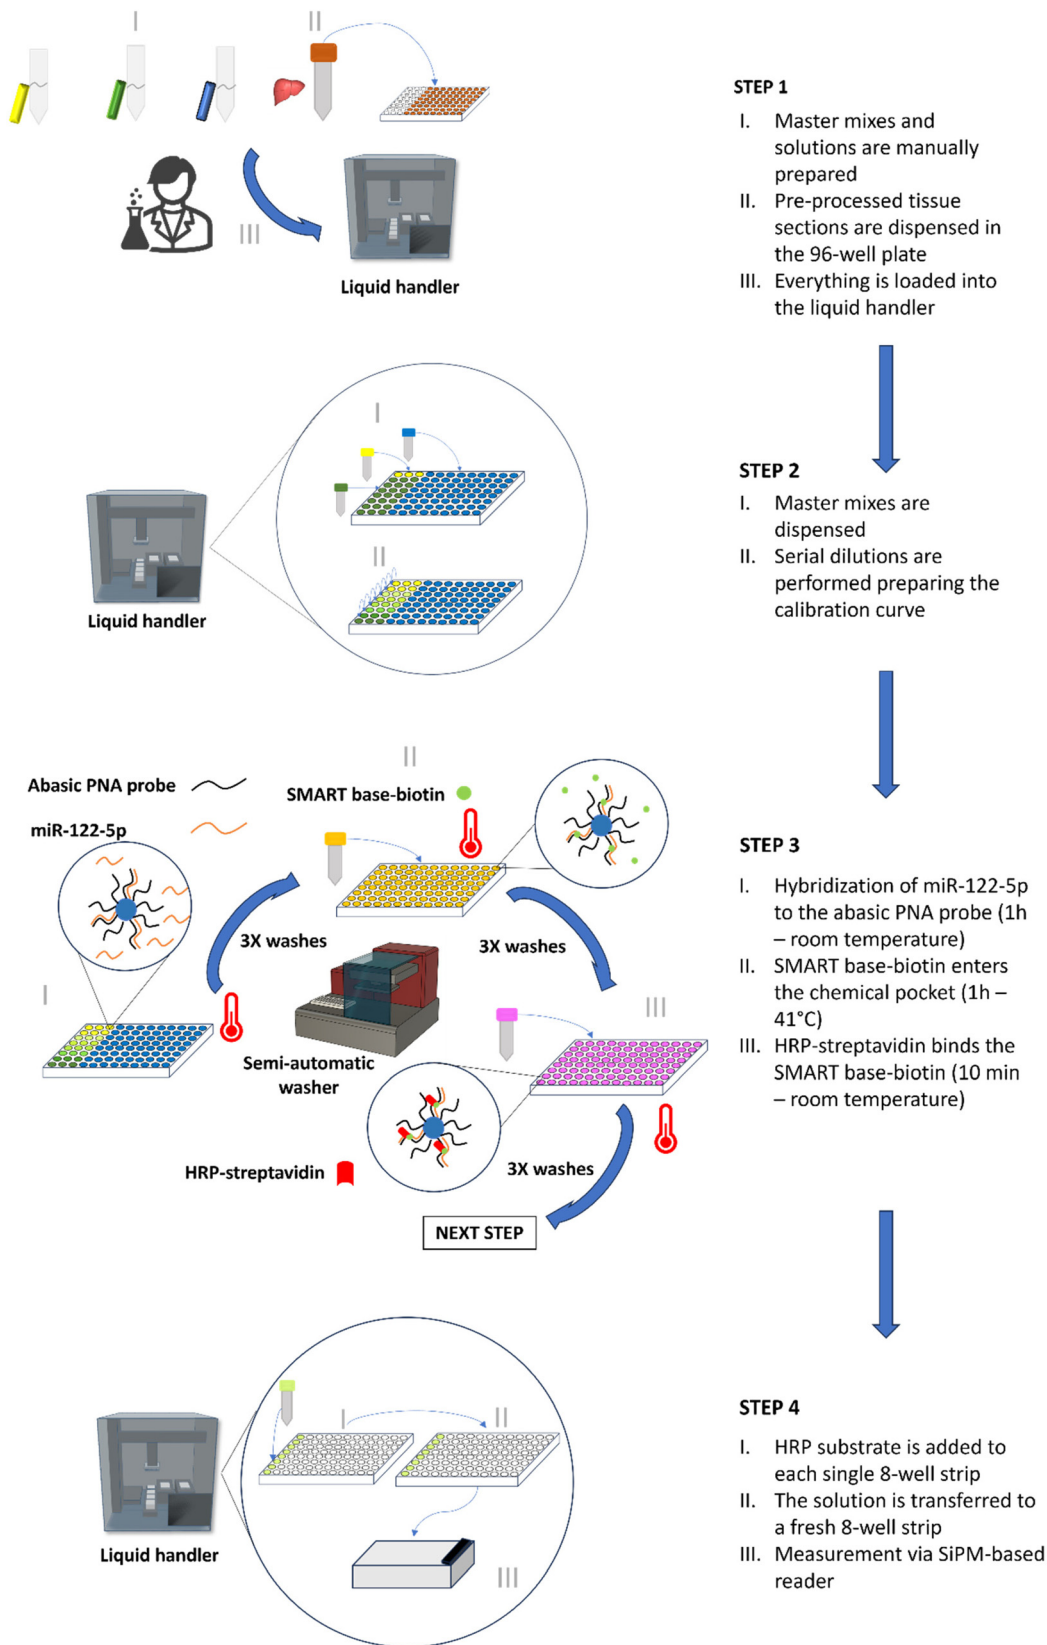 I
II
III
Liquid handler
STEP 1
I. Master mixes and
solutions are manually
prepared
II. Pre-processed tissue
sections are dispensed in
the 96-well plate
III. Everything is loaded into
the liquid handler
I
II
Liquid handler
STEP 2
I. Master mixes are
dispensed
II. Serial dilutions are
performed preparing the
calibration curve
II
Abasic PNA probe
SMART base-biotin
miR-122-5p
3X washes
3X washes
I
III
Semi-automatic
washer
HRP-streptavidin
3X washes
NEXT STEP
STEP 3
I. Hybridization of miR-122-5p
to the abasic PNA probe (1h
– room temperature)
II. SMART base-biotin enters
the chemical pocket (1h –
41°C)
III. HRP-streptavidin binds the
SMART base-biotin (10 min
– room temperature)
I
II
III
Liquid handler
STEP 4
I. HRP substrate is added to
each single 8-well strip
II. The solution is transferred to
a fresh 8-well strip
III. Measurement via SiPM-based
reader